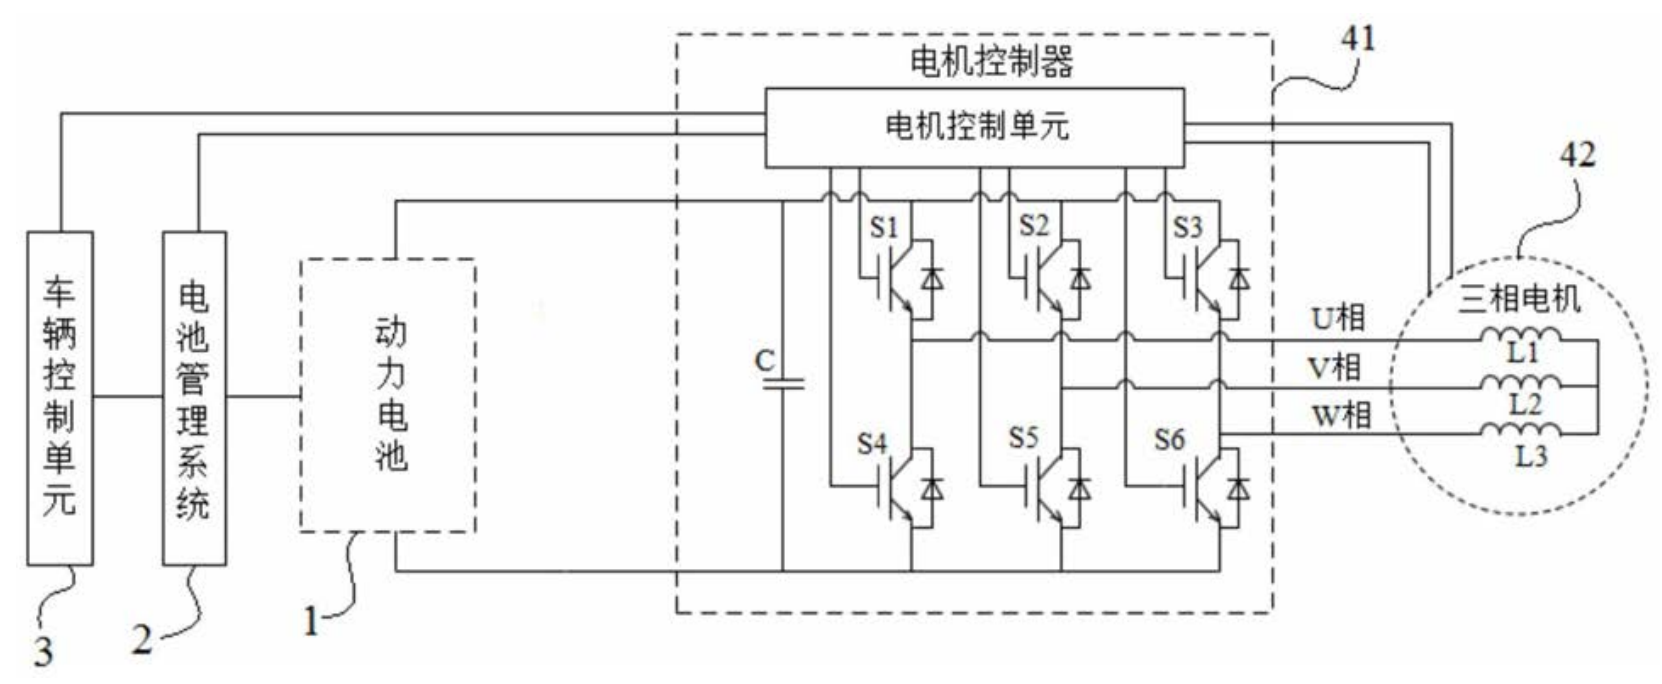 41
电机控制器
电机控制单元
42
S1
S2
S3
车辆控制单元
电池管理系统
动力电池
三相电机
U相
L1
C
V相
L2
W相
S4
S5
S6
L3
1
2
3